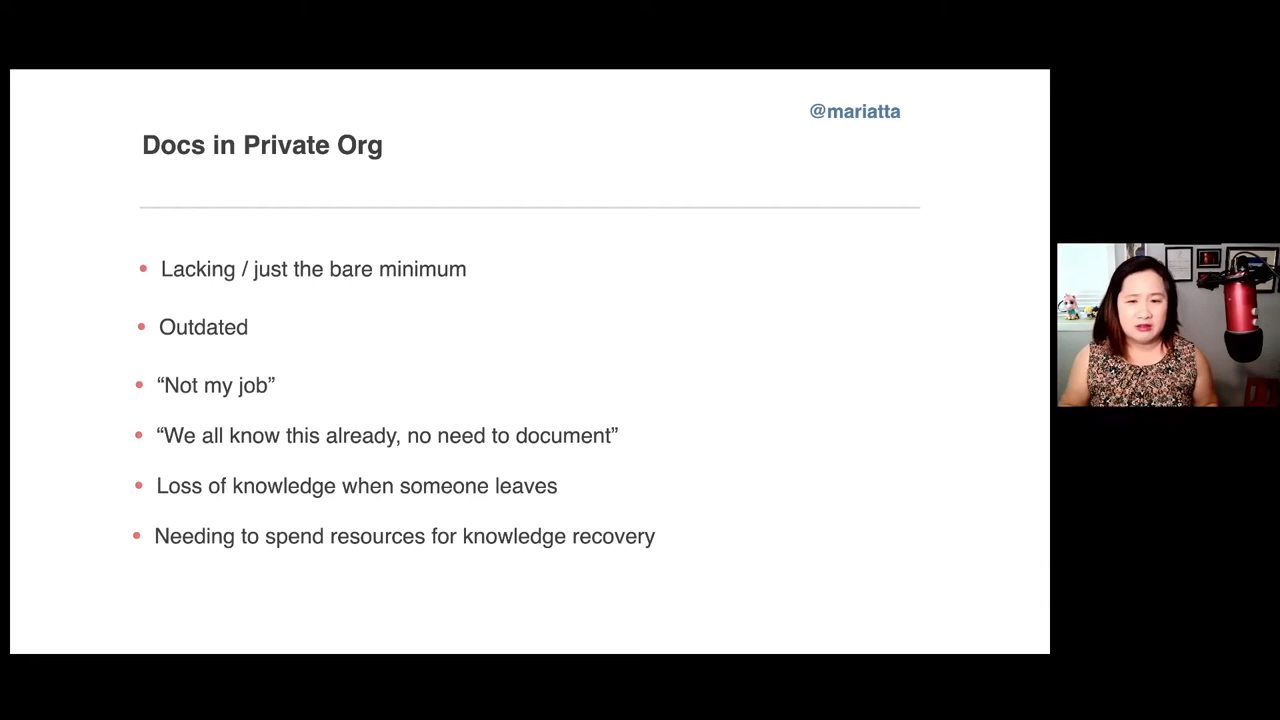 @mariatta
Docs in Private Org
• Lacking / just the bare minimum
• Outdated
• “Not my job”
• “We all know this already, no need to document”
• Loss of knowledge when someone leaves
• Needing to spend resources for knowledge recovery